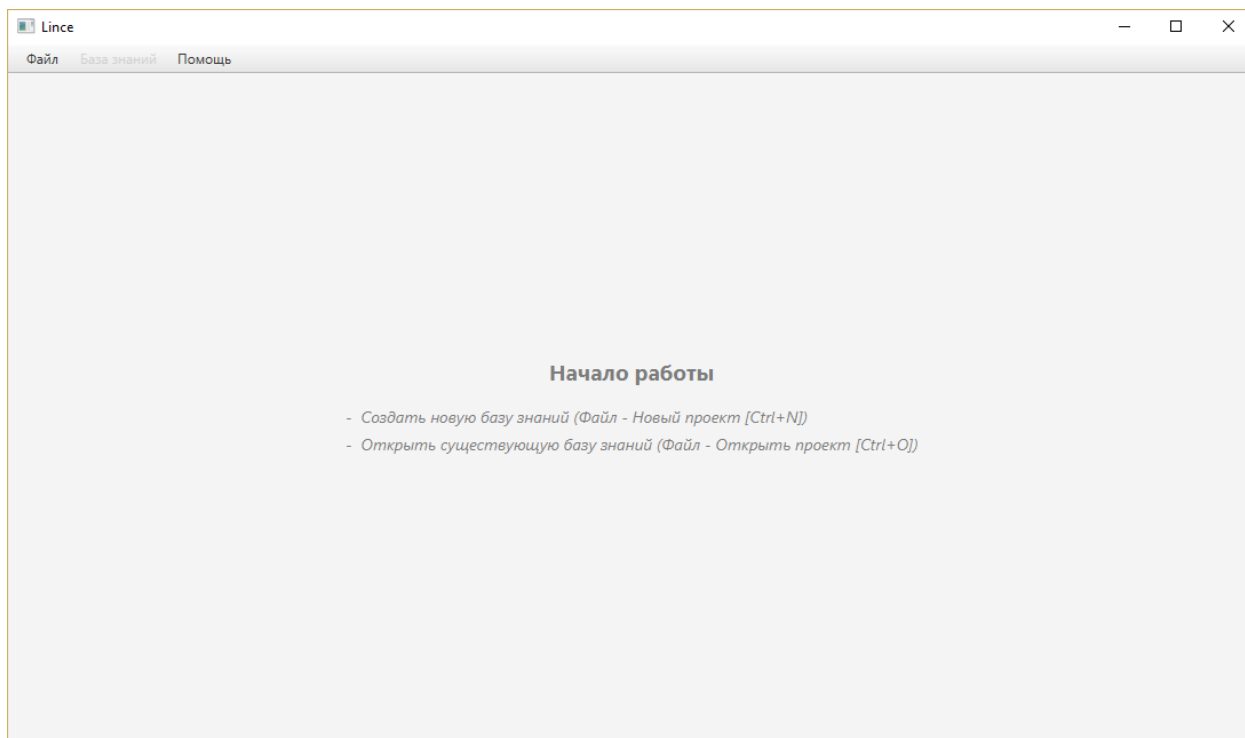 Lince
Файл База знаний Помощь
Начало работы
- Создать новую базу знаний (Файл - Новый проект [Ctrl+N])
- Открыть существующую базу знаний (Файл - Открыть проект [Ctrl+O])